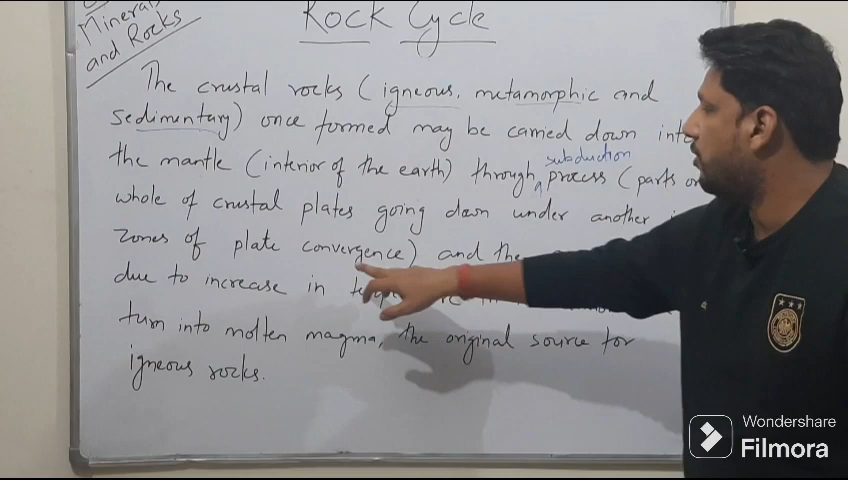 Minerals
and Rocks
Rock Cycle
The crustal rocks (igneous, metamorphic and
sedimentary) once formed may be carried down into
the mantle (interior of the earth) through subduction process (parts or
whole of crustal plates going down under another
zones of plate convergence) and the
due to increase in
turn into molten magma, the original source for
igneous rocks.
Wondershare
Filmora